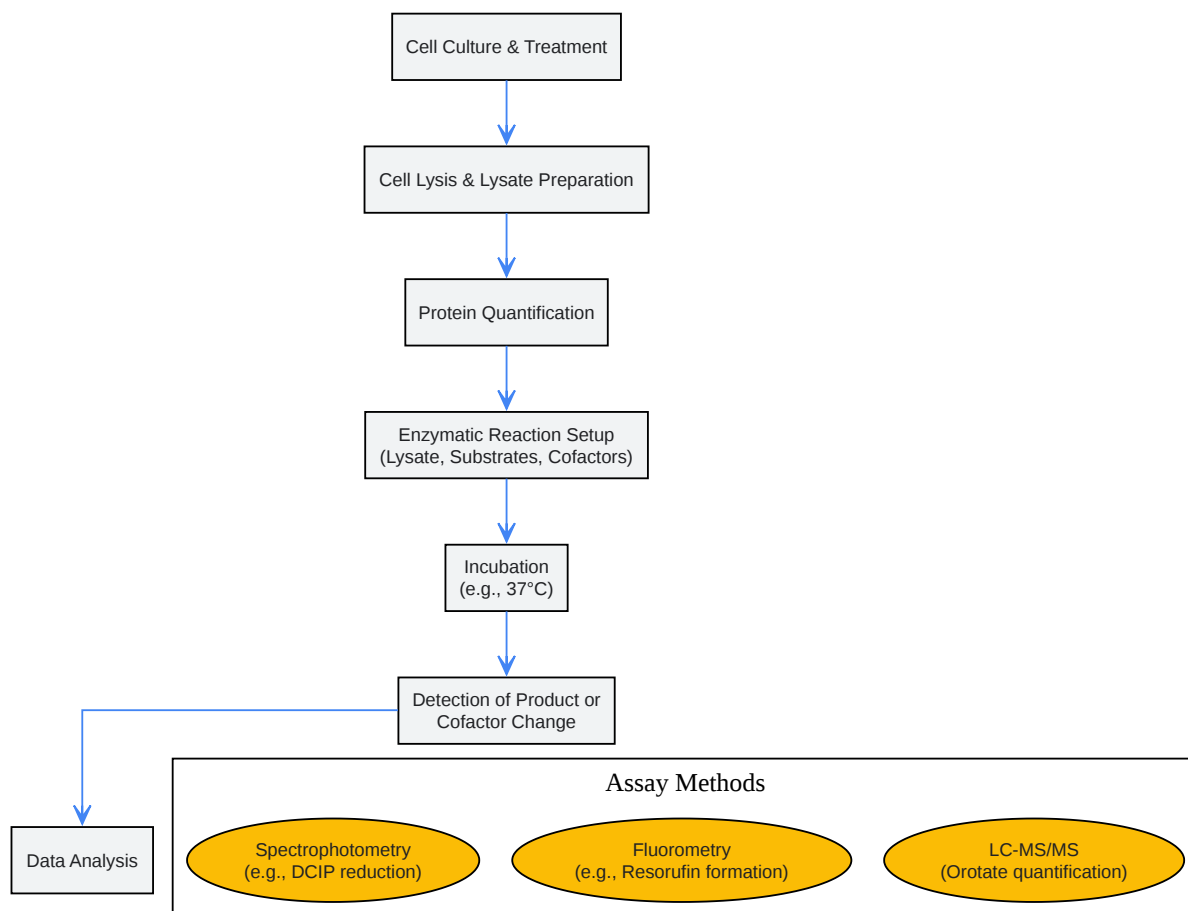 Cell Culture & Treatment
Cell Lysis & Lysate Preparation
Protein Quantification
Enzymatic Reaction Setup
(Lysate, Substrates, Cofactors)
Incubation
(e.g., 37°C)
Detection of Product or
Cofactor Change
Data Analysis
Assay Methods
Spectrophotometry
(e.g., DCIP reduction)
Fluorometry
(e.g., Resorufin formation)
LC-MS/MS
(Orotate quantification)